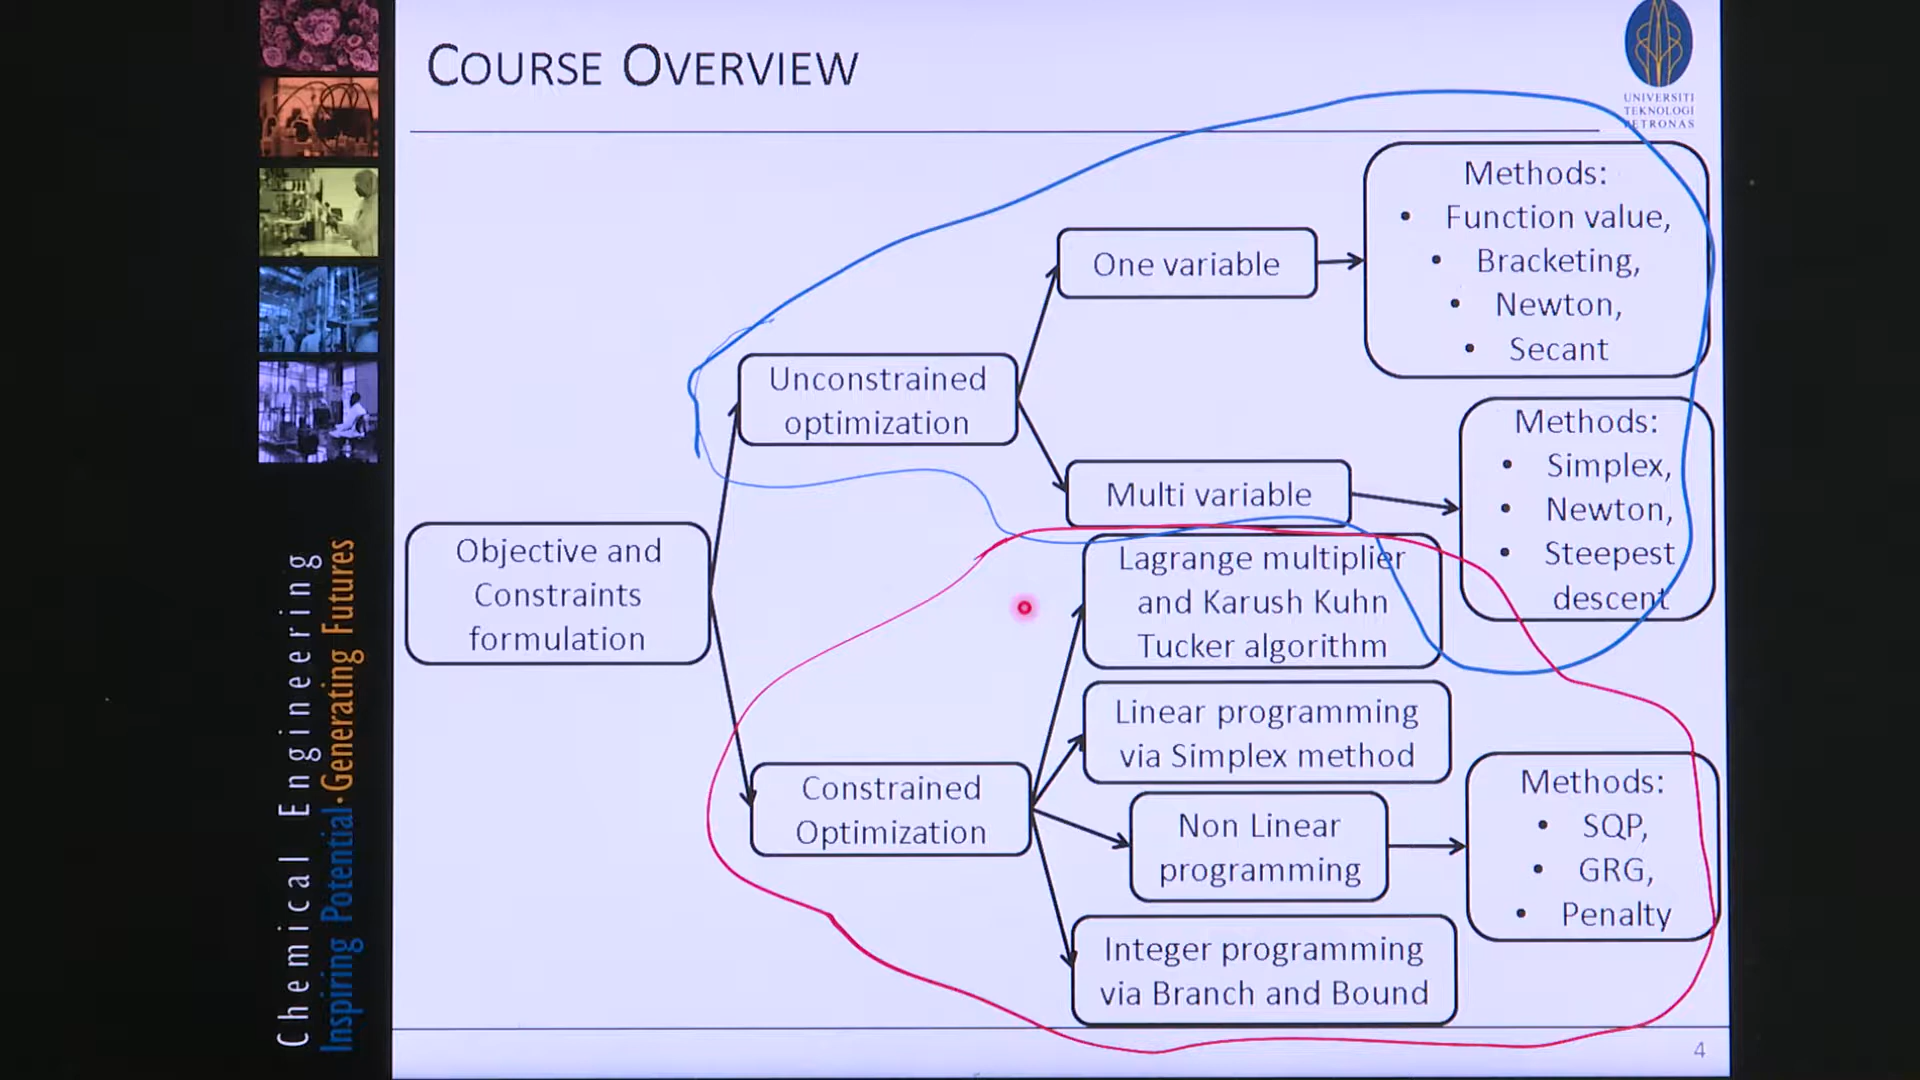 COURSE OVERVIEW
UNIVERSITI
TEKNOLOGI
PETRONAS
Methods:
• Function value,
• Bracketing,
• Newton,
• Secant
One variable
Unconstrained
optimization
Methods:
• Simplex,
• Newton,
• Steepest
descent
Multi variable
Objective and
Constraints
formulation
Lagrange multiplier
and Karush Kuhn
Tucker algorithm
Linear programming
via Simplex method
Constrained
Optimization
Non Linear
programming
Methods:
• SQP,
• GRG,
• Penalty
Integer programming
via Branch and Bound
Chemical Engineering
Inspiring Potential · Generating Futures
4